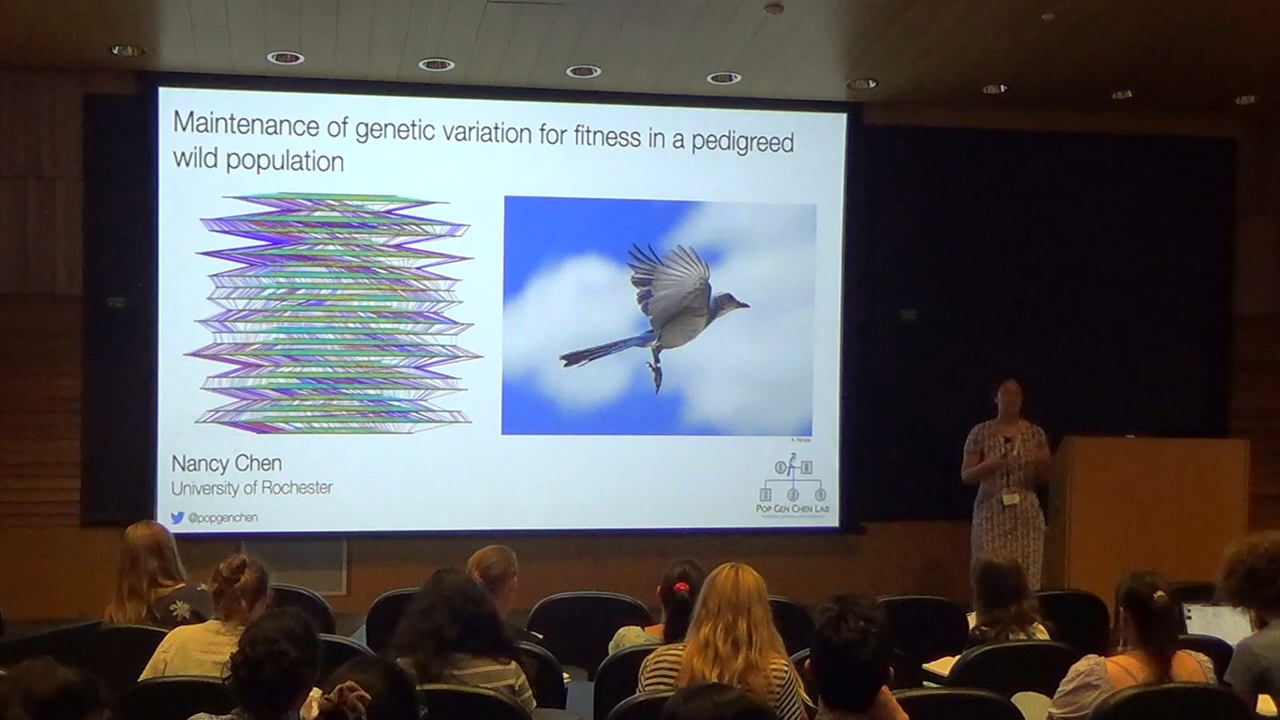 Maintenance of genetic variation for fitness in a pedigreed
wild population
Nancy Chen
University of Rochester
@popgenchen
POP GEN CHEN LAB